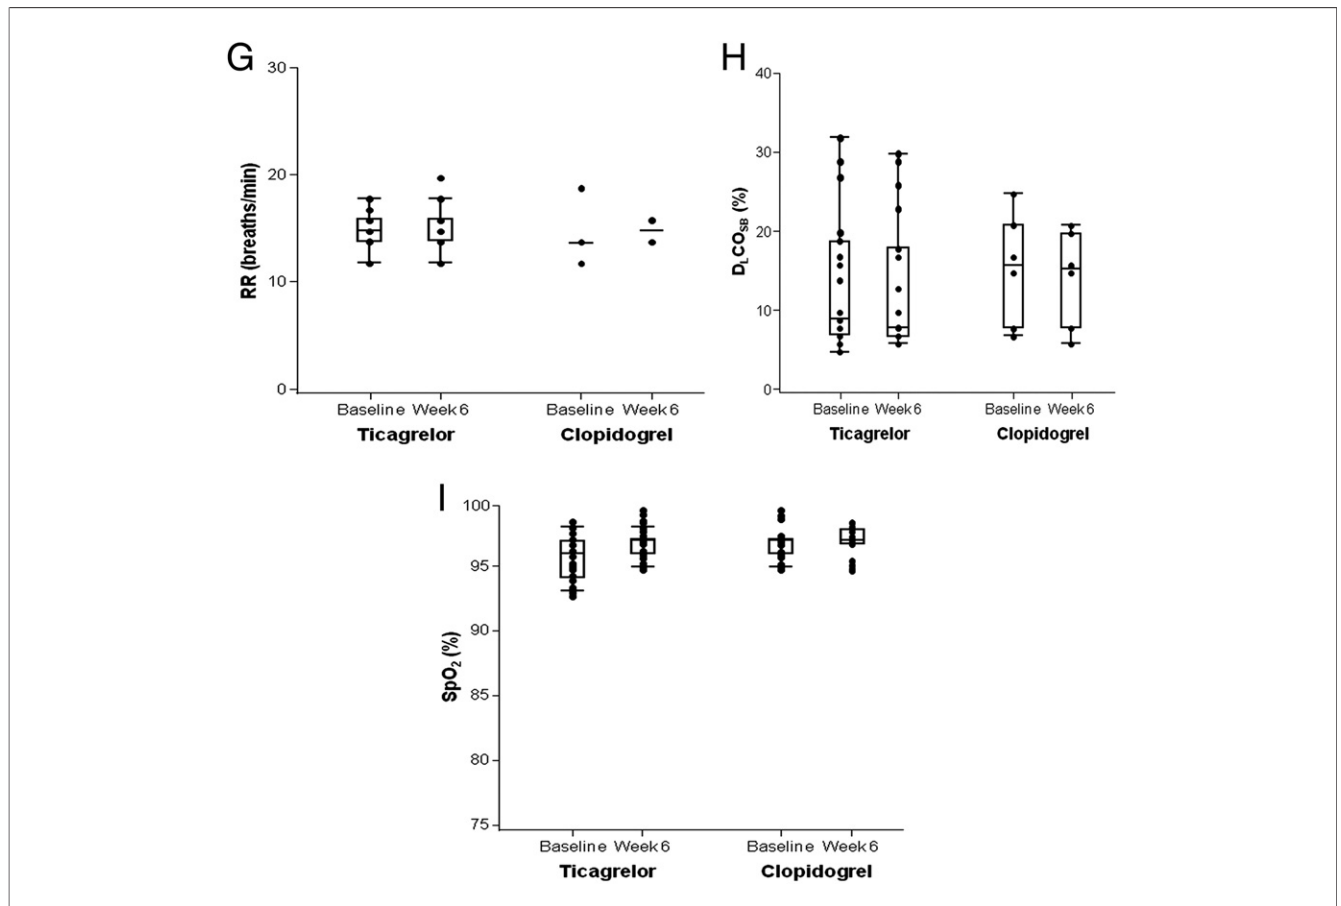 G
30
20
10
0
RR (breaths/min)
Baseline Week 6 Baseline Week 6
Ticagrelor Clopidogrel
H
40
30
20
10
0
DLCOSB (%)
Baseline Week 6 Baseline Week 6
Ticagrelor Clopidogrel
I
100
95
90
85
80
75
SpO2 (%)
Baseline Week 6 Baseline Week 6
Ticagrelor Clopidogrel